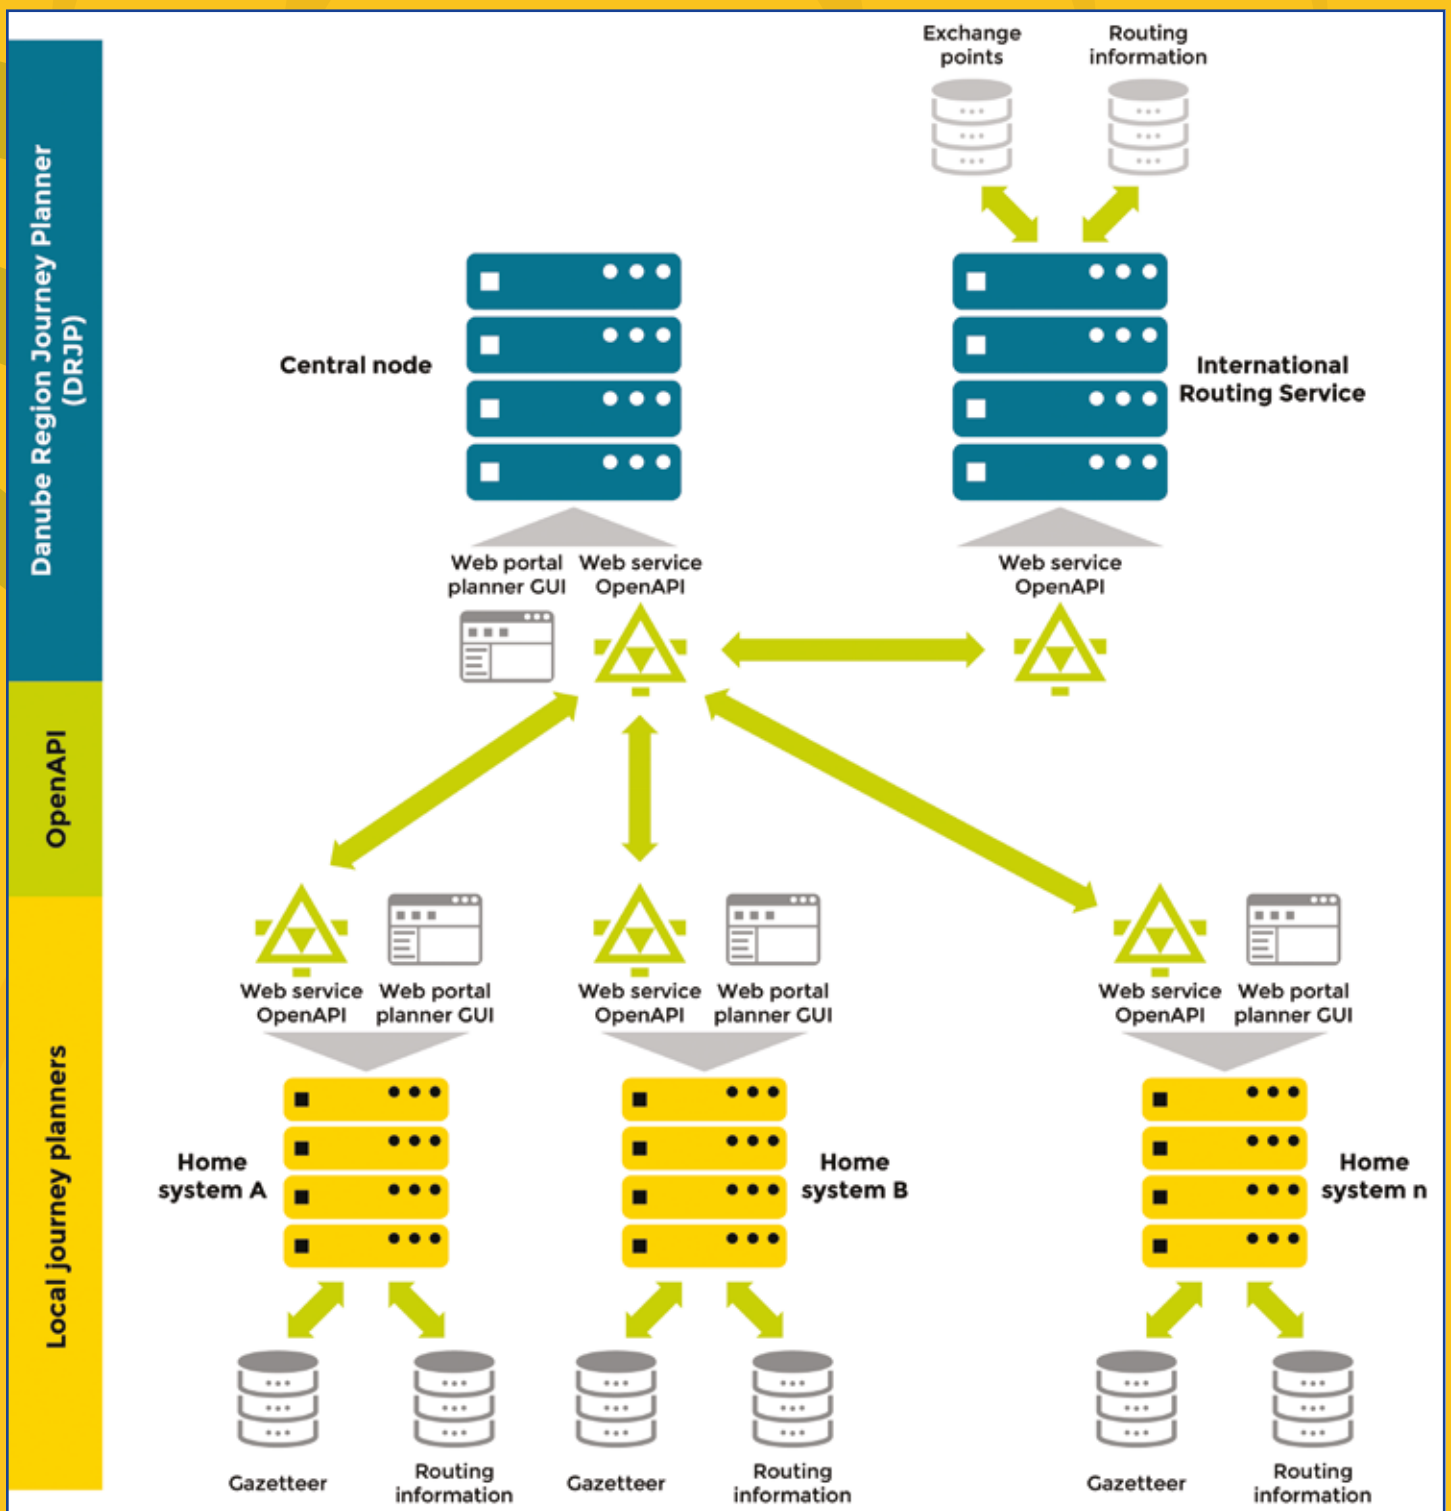 Danube Region Journey Planner
(DRJP)
OpenAPI
Local journey planners
Exchange
points
Routing
information
Central node
International
Routing Service
Web portal
planner GUI
Web service
OpenAPI
Web service
OpenAPI
Web service
OpenAPI
Web portal
planner GUI
Web service
OpenAPI
Web portal
planner GUI
Web service
OpenAPI
Web portal
planner GUI
Home
system A
Home
system B
Home
system n
Gazetteer
Routing
information
Gazetteer
Routing
information
Gazetteer
Routing
information